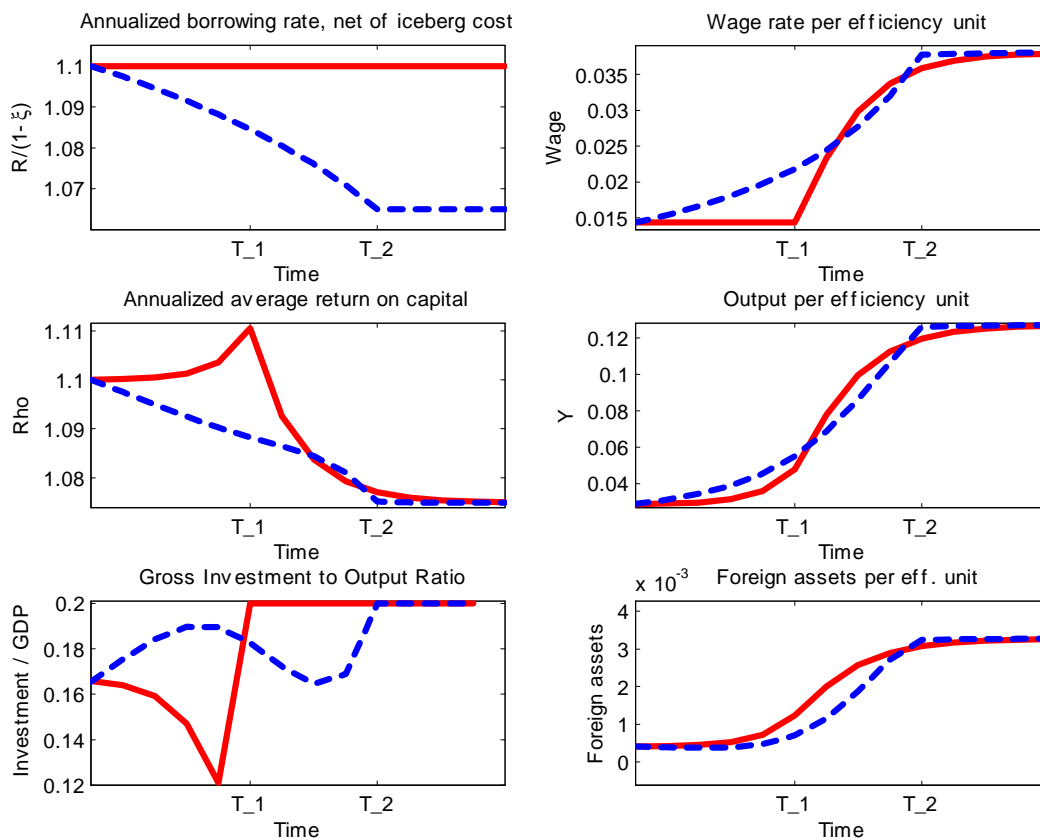 Annualized borrowing rate, net of iceberg cost
R/(1- ξ)
1.1
1.09
1.08
1.07
T_1 T_2
Time
Wage rate per efficiency unit
Wage
0.035
0.03
0.025
0.02
0.015
T_1 T_2
Time
Annualized average return on capital
Rho
1.11
1.1
1.09
1.08
T_1 T_2
Time
Output per efficiency unit
Y
0.12
0.1
0.08
0.06
0.04
T_1 T_2
Time
Gross Investment to Output Ratio
Investment / GDP
0.2
0.18
0.16
0.14
0.12
T_1 T_2
Time
x 10-3
Foreign assets per eff. unit
Foreign assets
4
3
2
1
0
T_1 T_2
Time